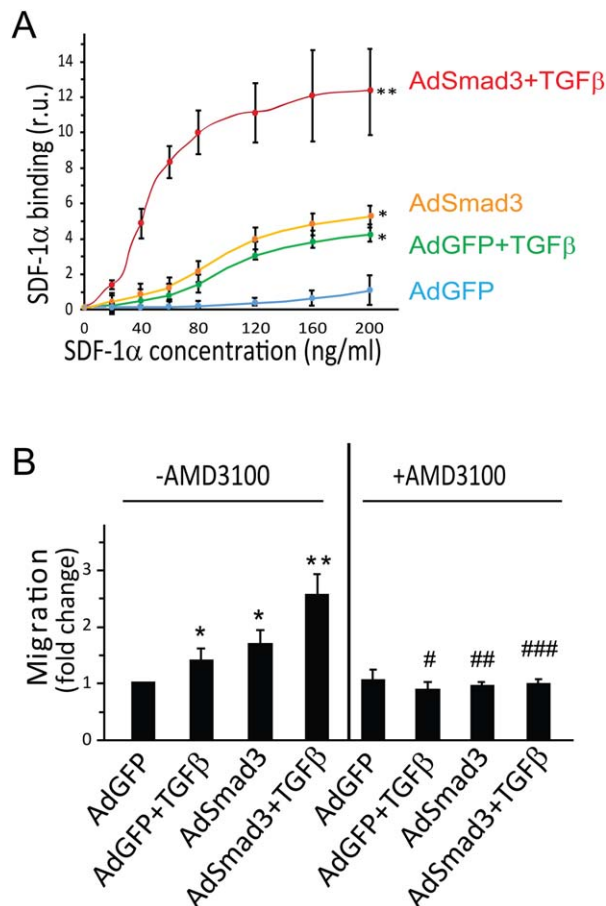 A
SDF-1α binding (r.u.)
14
12
10
8
6
4
2
0
0 40 80 120 160 200
SDF-1α concentration (ng/ml)
**
AdSmad3+TGFβ
*
AdSmad3
*
AdGFP+TGFβ
AdGFP
B
-AMD3100
+AMD3100
Migration
(fold change)
3
2
1
0
*
*
**
#
##
###
AdGFP
AdGFP+TGFβ
AdSmad3
AdSmad3+TGFβ
AdGFP
AdGFP+TGFβ
AdSmad3
AdSmad3+TGFβ